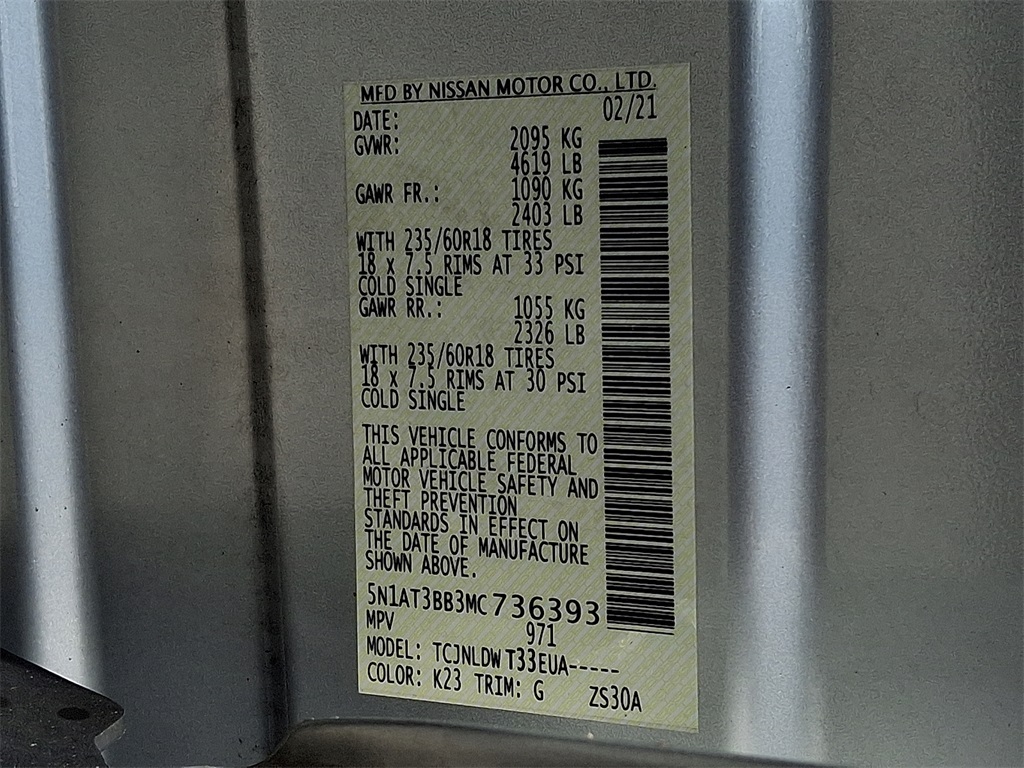 MFD BY NISSAN MOTOR CO., LTD.
DATE: 02/21
GVWR: 2095 KG
4619 LB
GAWR FR.: 1090 KG
2403 LB
WITH 235/60R18 TIRES
18 x 7.5 RIMS AT 33 PSI
COLD SINGLE
GAWR RR.: 1055 KG
2326 LB
WITH 235/60R18 TIRES
18 x 7.5 RIMS AT 30 PSI
COLD SINGLE
THIS VEHICLE CONFORMS TO
ALL APPLICABLE FEDERAL
MOTOR VEHICLE SAFETY AND
THEFT PREVENTION
STANDARDS IN EFFECT ON
THE DATE OF MANUFACTURE
SHOWN ABOVE.
5N1AT3BB3MC736393
MPV 971
MODEL: TCJNLDWT33EUA-----
COLOR: K23 TRIM: G ZS30A